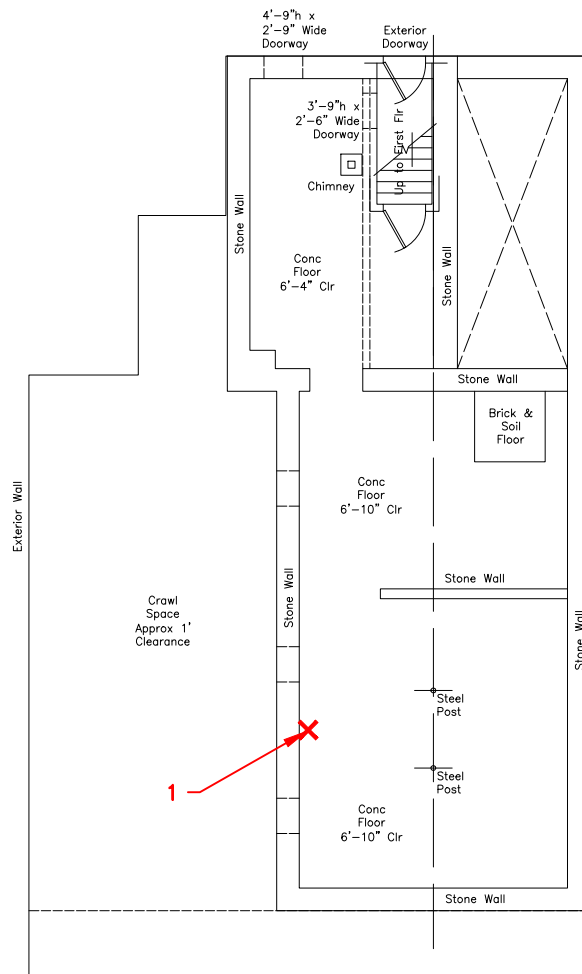 4'-9"h x
2'-9" Wide
Doorway
Exterior
Doorway
3'-9"h x
2'-6" Wide
Doorway
Up to First Flr
Chimney
Stone Wall
Conc
Floor
6'-4" Clr
Stone Wall
Stone Wall
Brick &
Soil
Floor
Exterior Wall
Conc
Floor
6'-10" Clr
Stone Wall
Crawl
Space
Approx 1'
Clearance
Stone Wall
Stone Wall
Steel
Post
1
Steel
Post
Conc
Floor
6'-10" Clr
Stone Wall